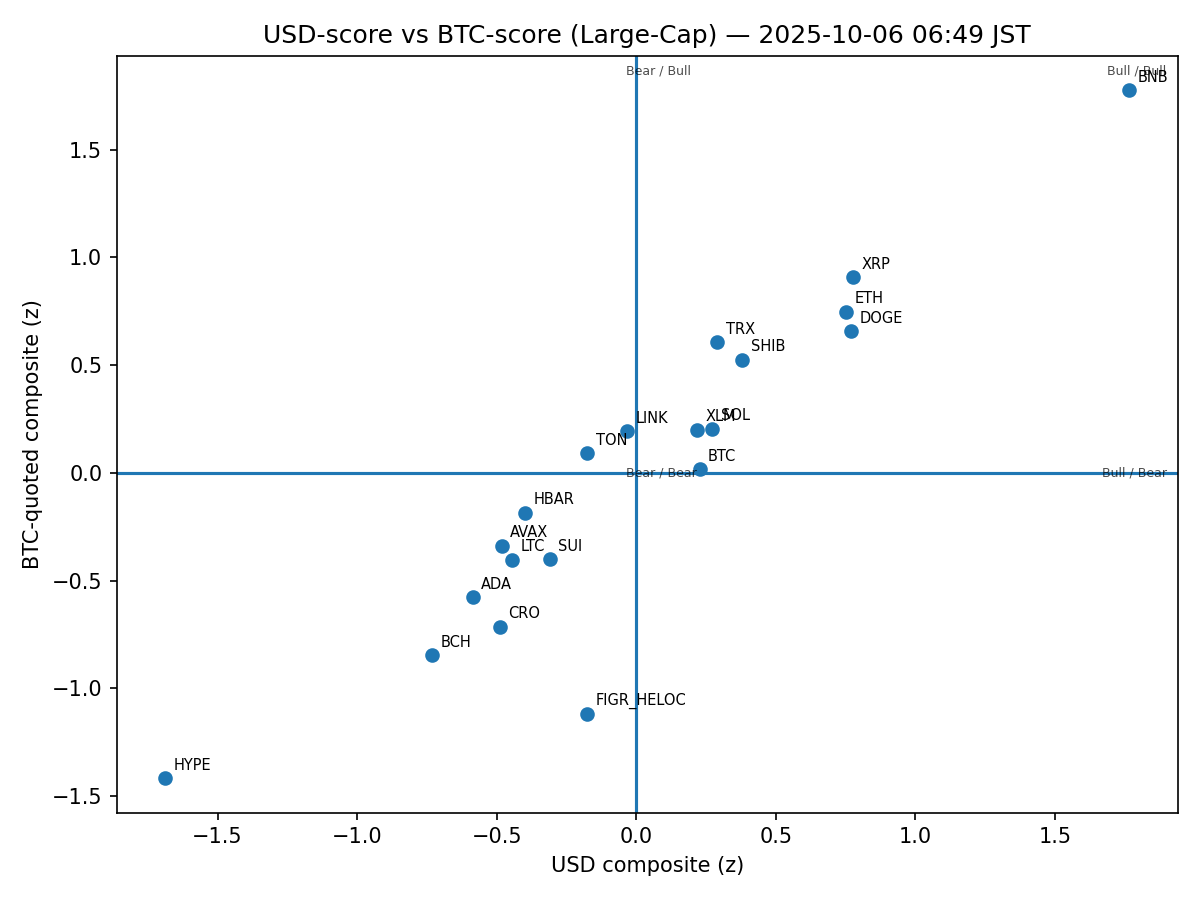 USD-score vs BTC-score (Large-Cap) — 2025-10-06 06:49 JST
Bear / Bull
Bull / Bull
BNB
XRP
ETH
DOGE
TRX
SHIB
LINK
XLM
SOL
TON
BTC
Bear / Bear
Bull / Bear
HBAR
AVAX
LTC
SUI
ADA
CRO
BCH
FIGR_HELOC
HYPE
BTC-quoted composite (z)
1.5
1.0
0.5
0.0
−0.5
−1.0
−1.5
−1.5
−1.0
−0.5
0.0
0.5
1.0
1.5
USD composite (z)